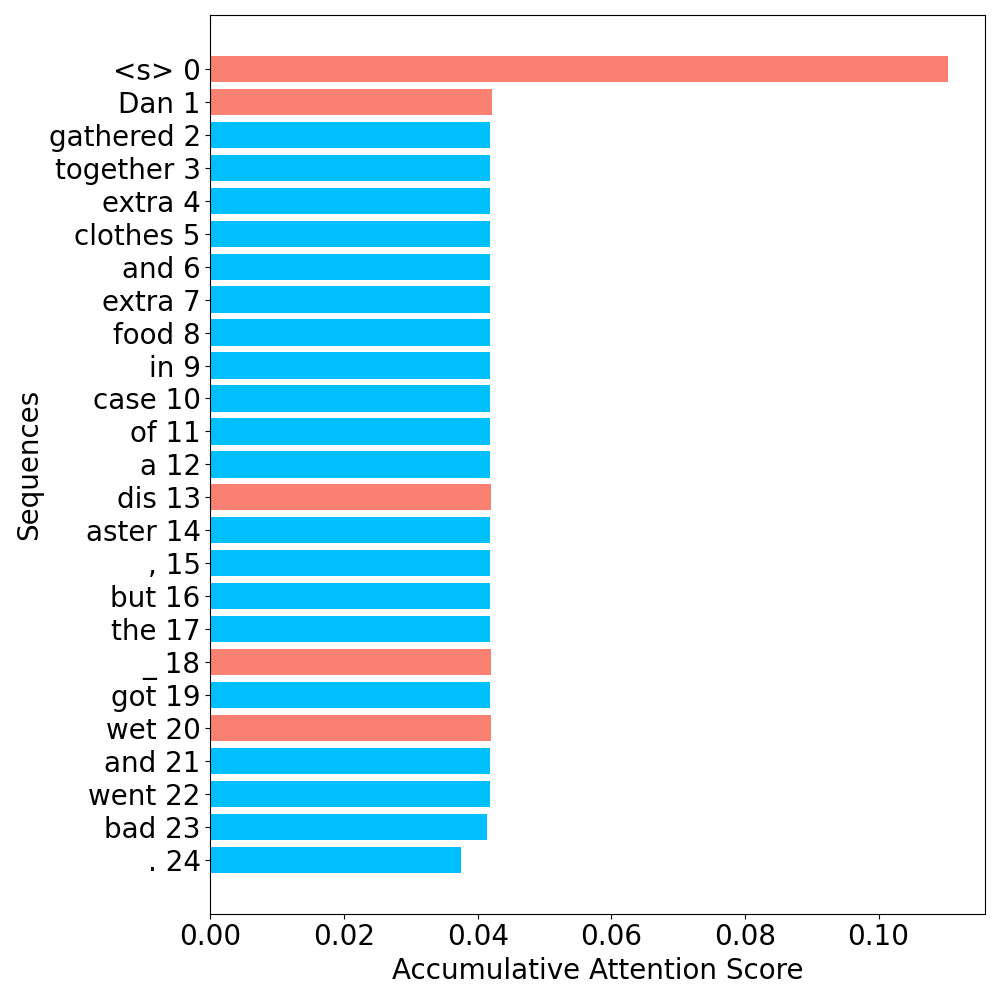 <s> 0
Dan 1
gathered 2
together 3
extra 4
clothes 5
and 6
extra 7
food 8
in 9
case 10
of 11
a 12
dis 13
aster 14
, 15
but 16
the 17
_ 18
got 19
wet 20
and 21
went 22
bad 23
. 24
Sequences
0.00 0.02 0.04 0.06 0.08 0.10
Accumulative Attention Score